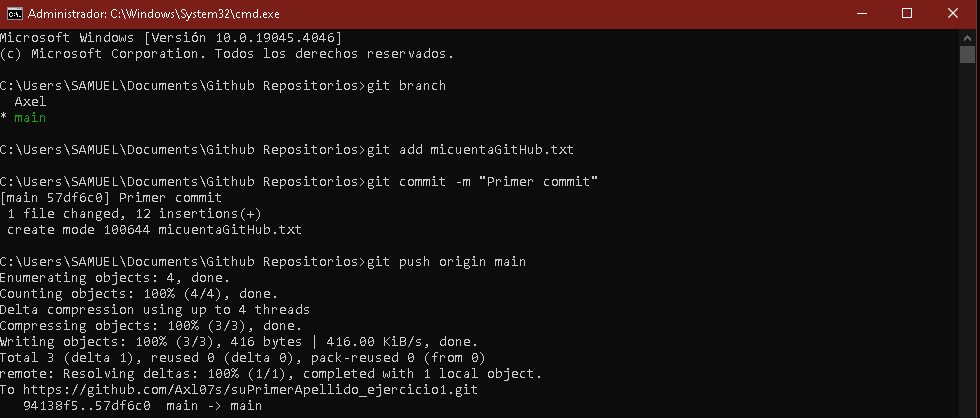 Administrador: C:\Windows\System32\cmd.exe
Microsoft Windows [Versión 10.0.19045.4046]
(c) Microsoft Corporation. Todos los derechos reservados.
C:\Users\SAMUEL\Documents\Github Repositorios>git branch
  Axel
* main
C:\Users\SAMUEL\Documents\Github Repositorios>git add micuentaGitHub.txt
C:\Users\SAMUEL\Documents\Github Repositorios>git commit -m "Primer commit"
[main 57df6c0] Primer commit
 1 file changed, 12 insertions(+)
 create mode 100644 micuentaGitHub.txt
C:\Users\SAMUEL\Documents\Github Repositorios>git push origin main
Enumerating objects: 4, done.
Counting objects: 100% (4/4), done.
Delta compression using up to 4 threads
Compressing objects: 100% (3/3), done.
Writing objects: 100% (3/3), 416 bytes | 416.00 KiB/s, done.
Total 3 (delta 1), reused 0 (delta 0), pack-reused 0 (from 0)
remote: Resolving deltas: 100% (1/1), completed with 1 local object.
To https://github.com/Axl07s/suPrimerApellido_ejercicio1.git
   94138f5..57df6c0  main -> main